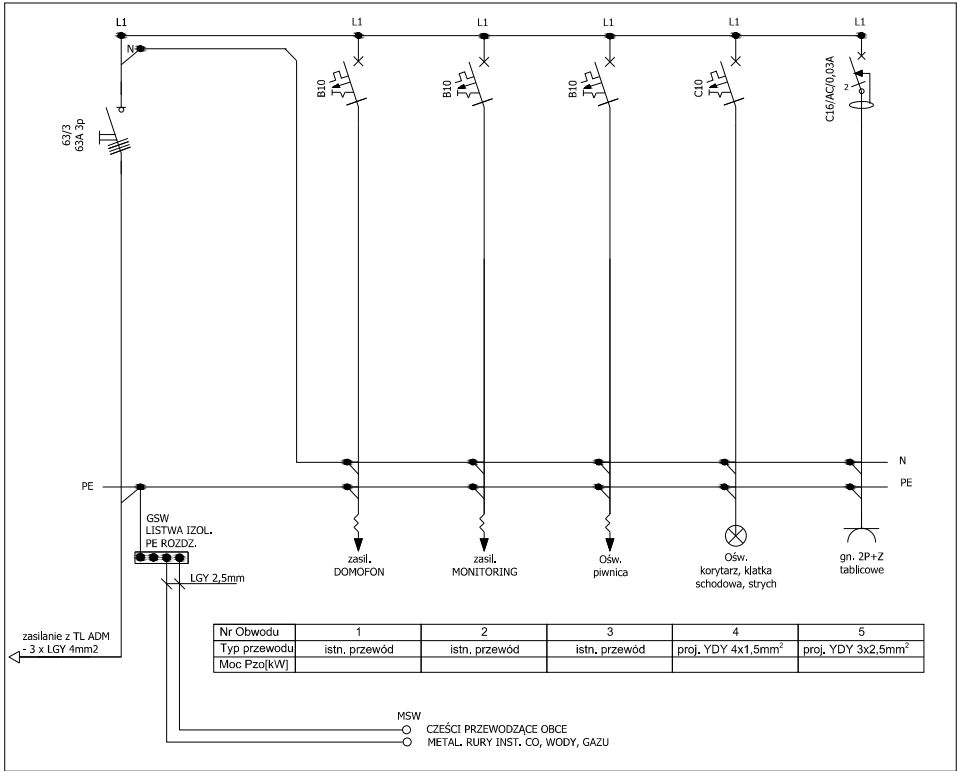 L1
L1
L1
L1
L1
L1
N
63/3
63A 3p
B10
B10
B10
C10
C16/AC/0,03A
2
N
PE
PE
GSW
LISTWA IZOL.
PE ROZDZ.
LGY 2,5mm
zasil.
DOMOFON
zasil.
MONITORING
Ośw.
piwnica
Ośw.
korytarz, klatka
schodowa, strych
gn. 2P+Z
tablicowe
zasilanie z TL ADM
- 3 x LGY 4mm2
Nr Obwodu 1 2 3 4 5
Typ przewodu istn. przewód istn. przewód istn. przewód proj. YDY 4x1,5mm² proj. YDY 3x2,5mm²
Moc Pzo[kW]
MSW
CZEŚCI PRZEWODZĄCE OBCE
METAL. RURY INST. CO, WODY, GAZU